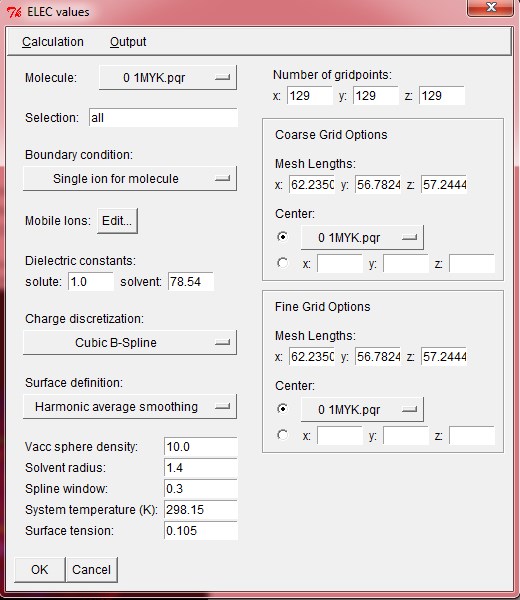 ELEC values
Calculation Output
Molecule: 0 1MYK.pqr
Selection: all
Boundary condition:
Single ion for molecule
Mobile Ions: Edit...
Dielectric constants:
solute: 1.0 solvent: 78.54
Charge discretization:
Cubic B-Spline
Surface definition:
Harmonic average smoothing
Vacc sphere density: 10.0
Solvent radius: 1.4
Spline window: 0.3
System temperature (K): 298.15
Surface tension: 0.105
OK Cancel
Number of gridpoints:
x: 129 y: 129 z: 129
Coarse Grid Options
Mesh Lengths:
x: 62.2350 y: 56.7824 z: 57.2444
Center:
0 1MYK.pqr
x: y: z:
Fine Grid Options
Mesh Lengths:
x: 62.2350 y: 56.7824 z: 57.2444
Center:
0 1MYK.pqr
x: y: z: